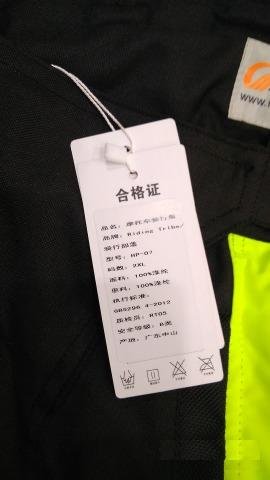 合格证
品名: 摩托车骑行服
品牌: Riding Tribe/
骑行部落
型号: HP-07
码数: 2XL
面料: 100%涤纶
里料: 100%涤纶
执行标准:
GB5296.4-2012
质检员: RT05
安全等级: B类
产地: 广东中山
WWW.